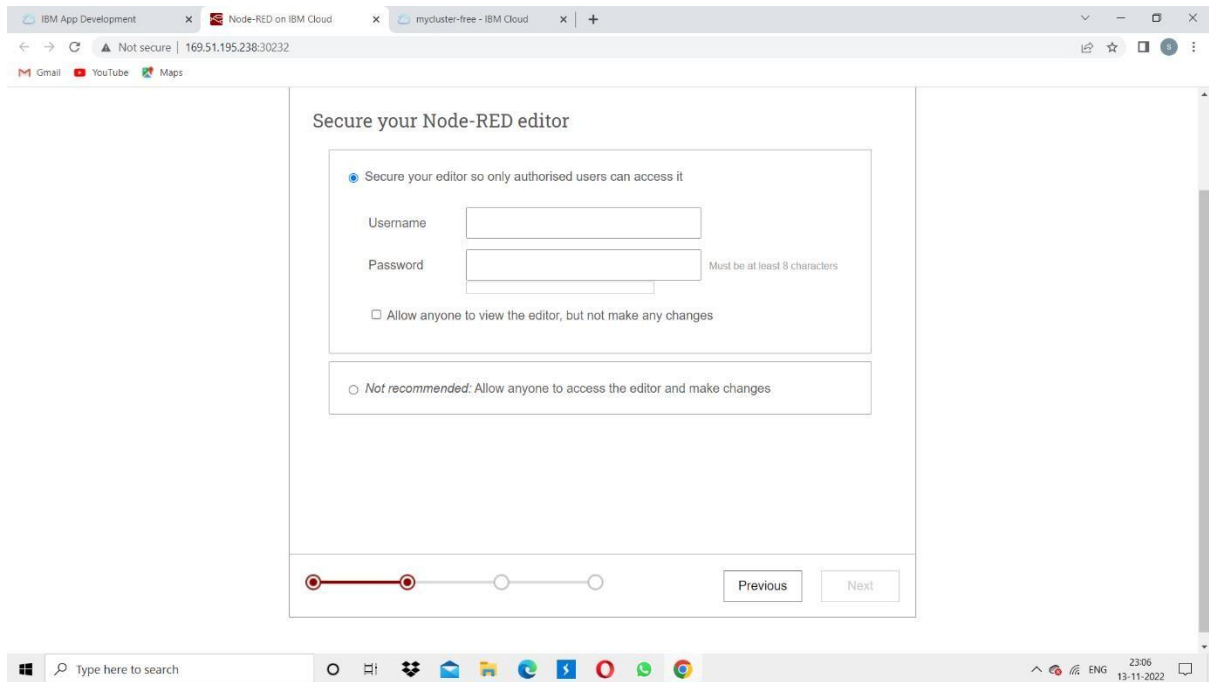 IBM App Development
Node-RED on IBM Cloud
mycluster-free - IBM Cloud
Not secure | 169.51.195.238:30232
S
Gmail YouTube Maps
Secure your Node-RED editor
Secure your editor so only authorised users can access it
Username
Password
Must be at least 8 characters
Allow anyone to view the editor, but not make any changes
Not recommended: Allow anyone to access the editor and make changes
Previous
Next
Type here to search
ENG
23:06
13-11-2022